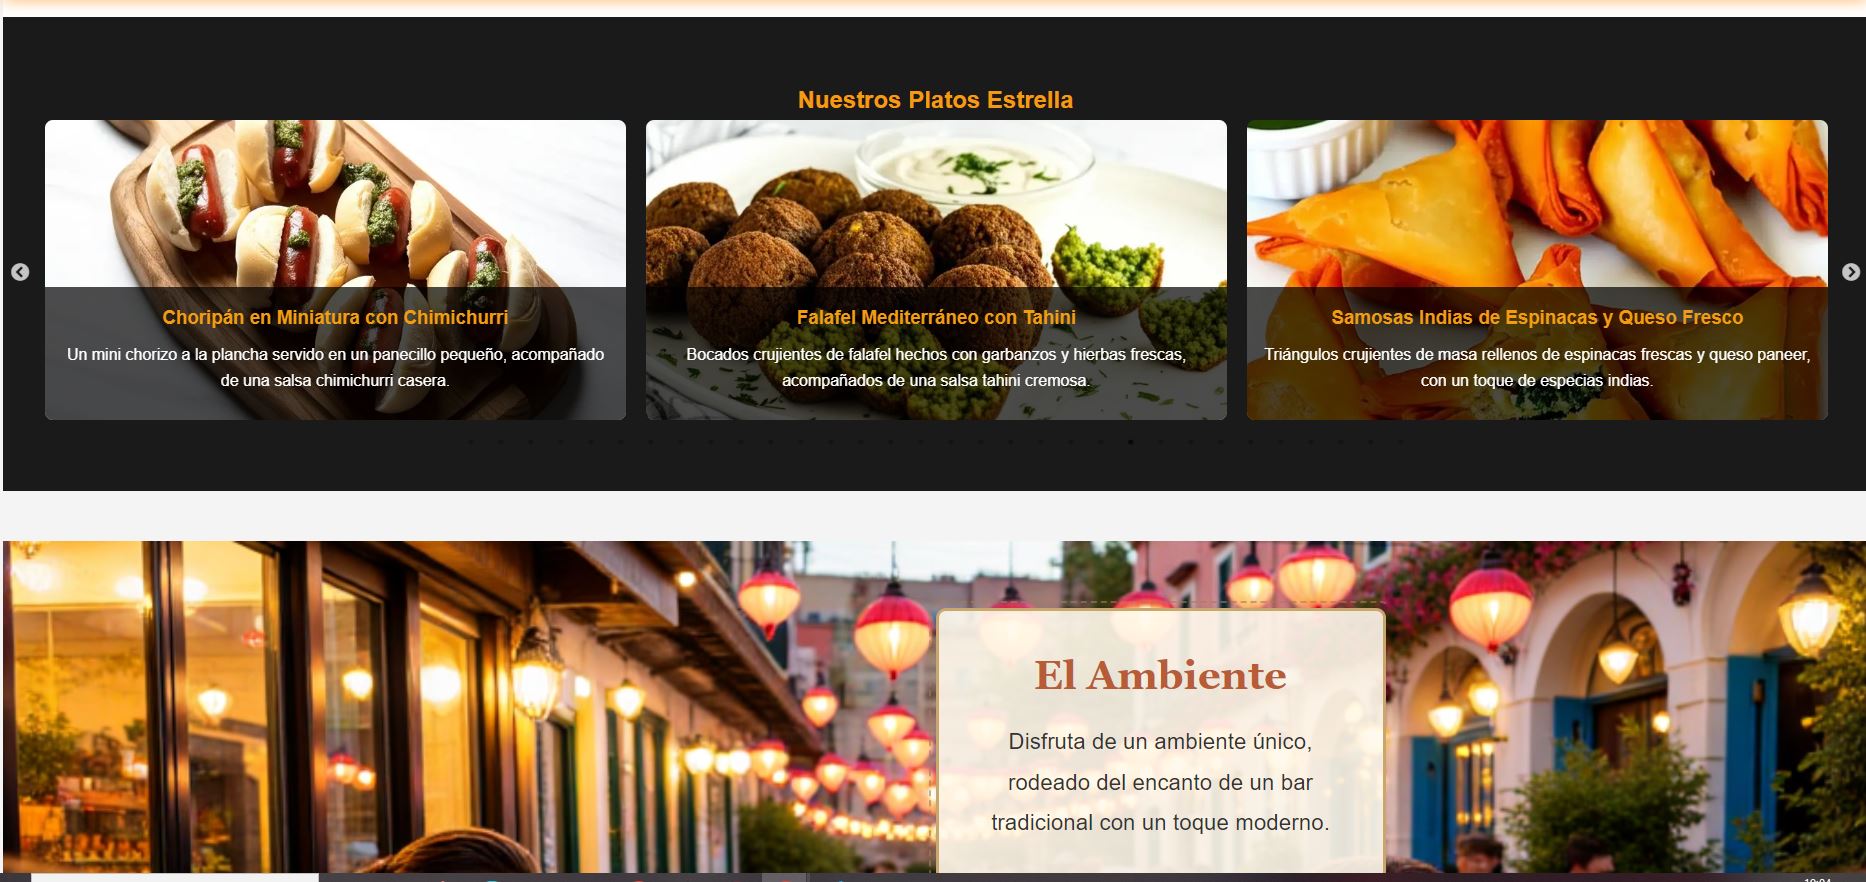 Nuestros Platos Estrella
Choripán en Miniatura con Chimichurri
Un mini chorizo a la plancha servido en un panecillo pequeño, acompañado
de una salsa chimichurri casera.
Falafel Mediterráneo con Tahini
Bocados crujientes de falafel hechos con garbanzos y hierbas frescas,
acompañados de una salsa tahini cremosa.
Samosas Indias de Espinacas y Queso Fresco
Triángulos crujientes de masa rellenos de espinacas frescas y queso paneer,
con un toque de especias indias.
El Ambiente
Disfruta de un ambiente único,
rodeado del encanto de un bar
tradicional con un toque moderno.